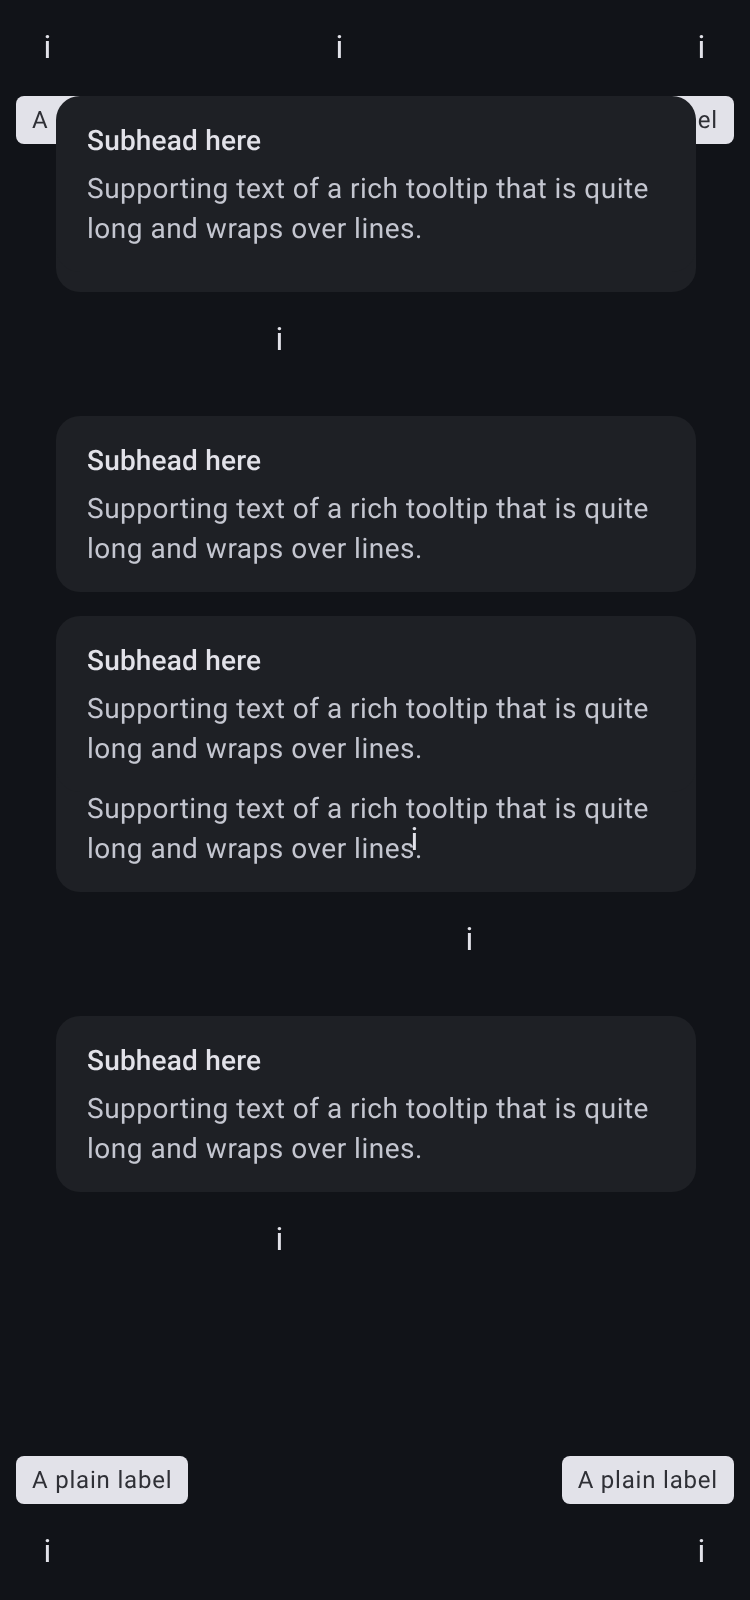 i i i
A el
Subhead here
Supporting text of a rich tooltip that is quite
long and wraps over lines.
i
Subhead here
Supporting text of a rich tooltip that is quite
long and wraps over lines.
Subhead here
Supporting text of a rich tooltip that is quite
long and wraps over lines.
Supporting text of a rich tooltip that is quite
long and wraps over lines.
i
i
Subhead here
Supporting text of a rich tooltip that is quite
long and wraps over lines.
i
A plain label A plain label
i i